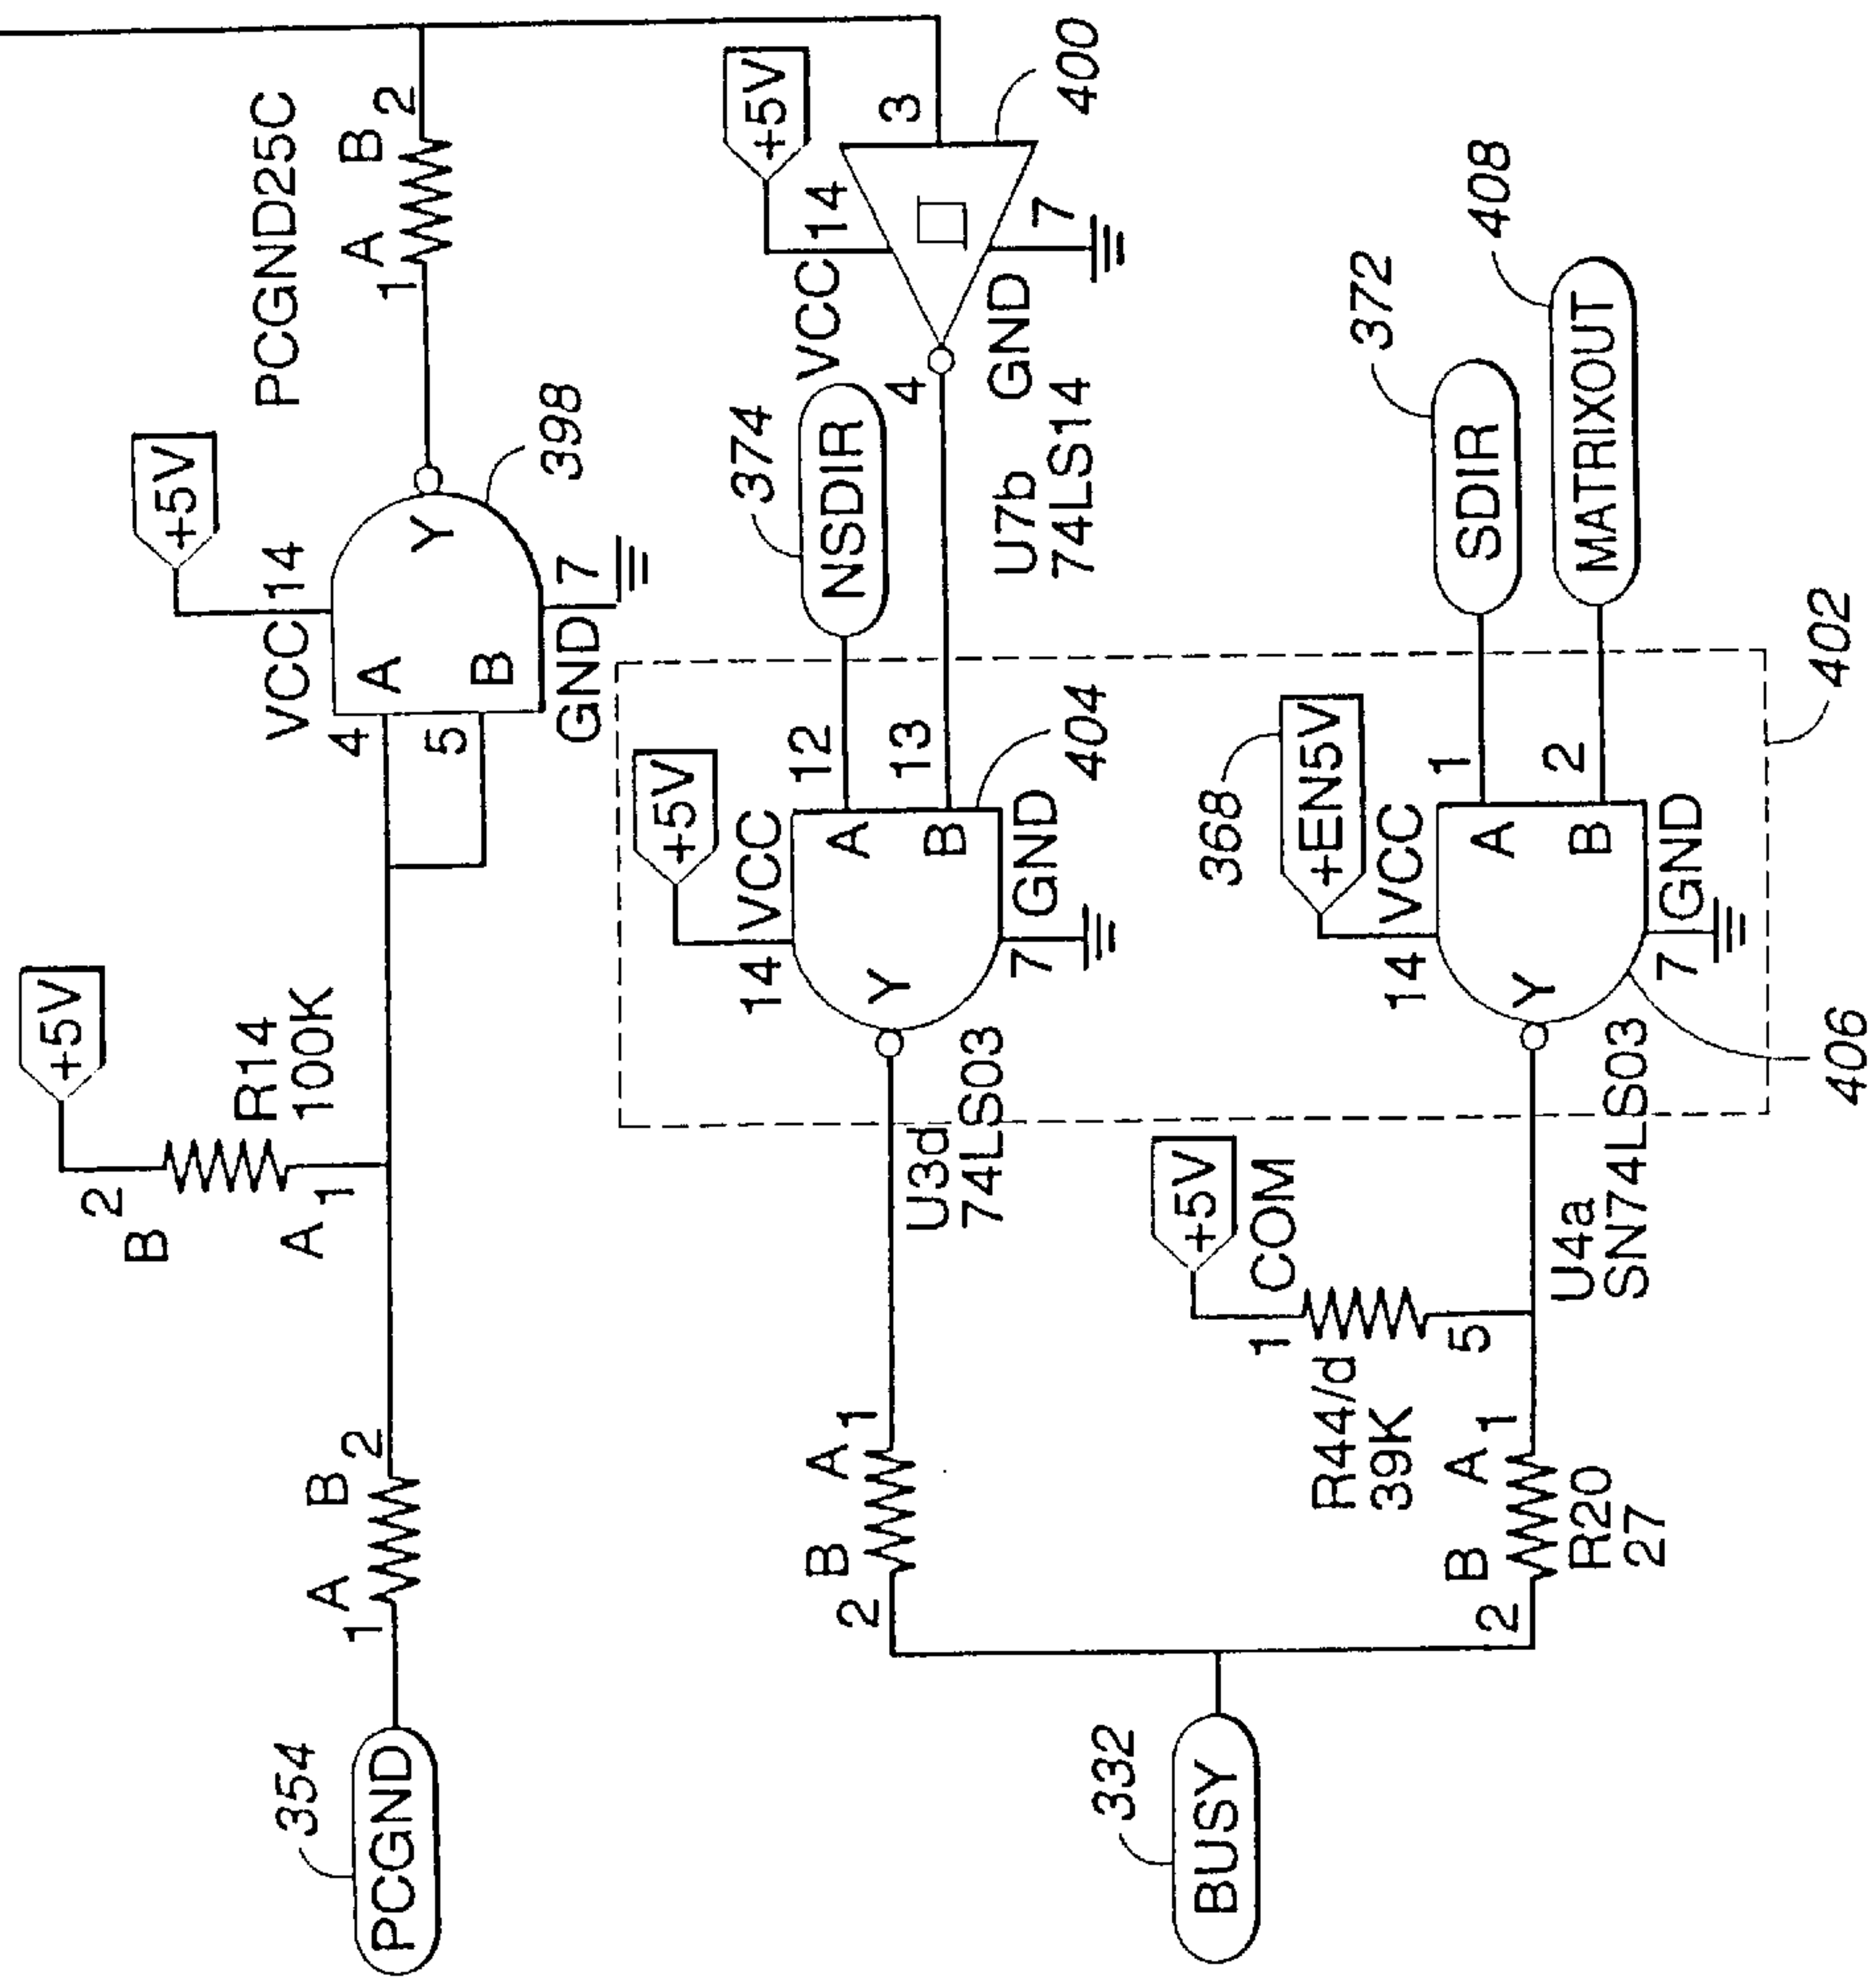 PCGND25C
+5V
2
B
A
1
+5V
VCC 14
4 A
5 B
Y
GND 7
398
+5V
R14
100K
2
B
A 1
1 A
B 2
354
PCGND
+5V
VCC 14
3
400
GND 7
4
U7b
74LS14
374
NSDIR
12
13
+5V
VCC
14
A
B
Y
7 GND
404
U3d
74LS03
A 1
2 B
372
SDIR
408
MATRIXOUT
402
1
2
368
+EN5V
VCC
14
A
B
Y
7 GND
406
U4a
SN74LS03
+5V
1 COM
R44/d
39K
5
A 1
2 B
R20
27
332
BUSY